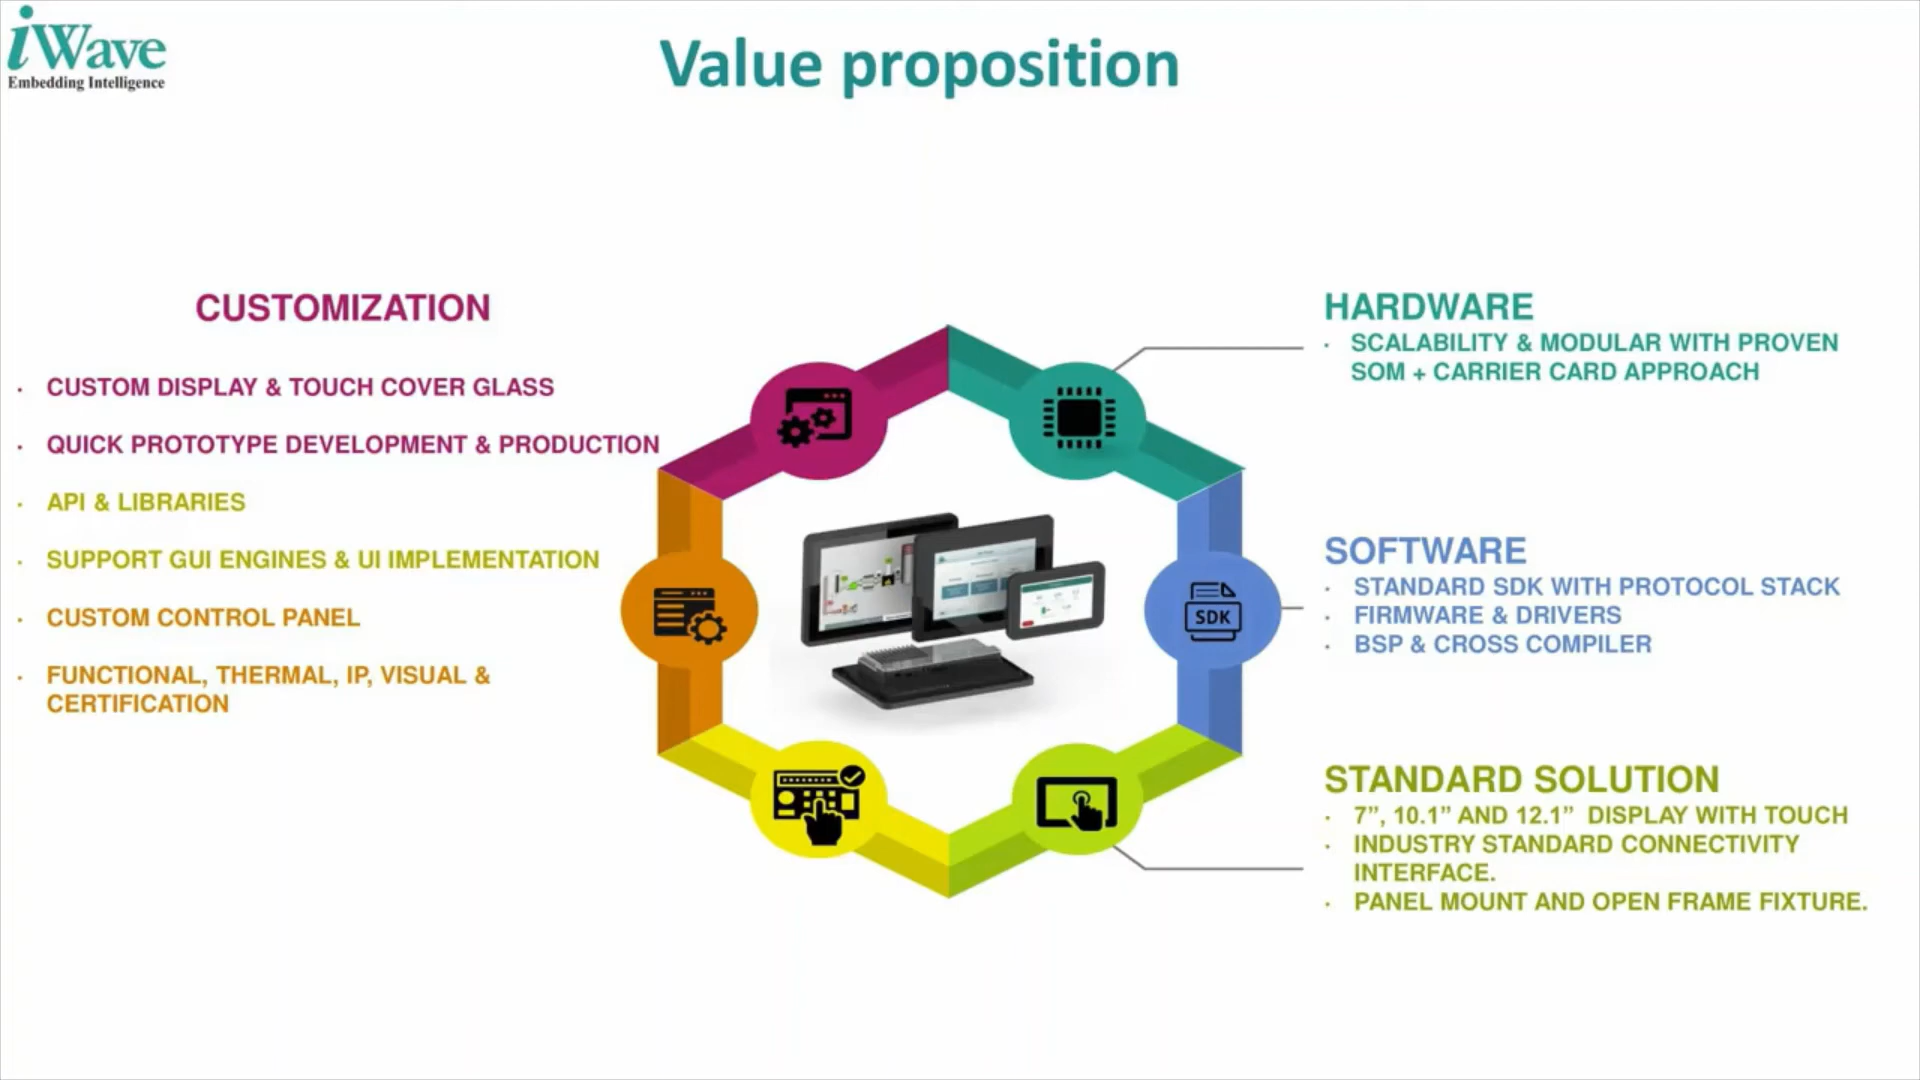 iWave
Embedding Intelligence
Value proposition
CUSTOMIZATION
· CUSTOM DISPLAY & TOUCH COVER GLASS
· QUICK PROTOTYPE DEVELOPMENT & PRODUCTION
· API & LIBRARIES
· SUPPORT GUI ENGINES & UI IMPLEMENTATION
· CUSTOM CONTROL PANEL
· FUNCTIONAL, THERMAL, IP, VISUAL &
CERTIFICATION
HARDWARE
· SCALABILITY & MODULAR WITH PROVEN
SOM + CARRIER CARD APPROACH
SOFTWARE
· STANDARD SDK WITH PROTOCOL STACK
· FIRMWARE & DRIVERS
· BSP & CROSS COMPILER
SDK
STANDARD SOLUTION
· 7”, 10.1” AND 12.1” DISPLAY WITH TOUCH
· INDUSTRY STANDARD CONNECTIVITY
INTERFACE.
· PANEL MOUNT AND OPEN FRAME FIXTURE.